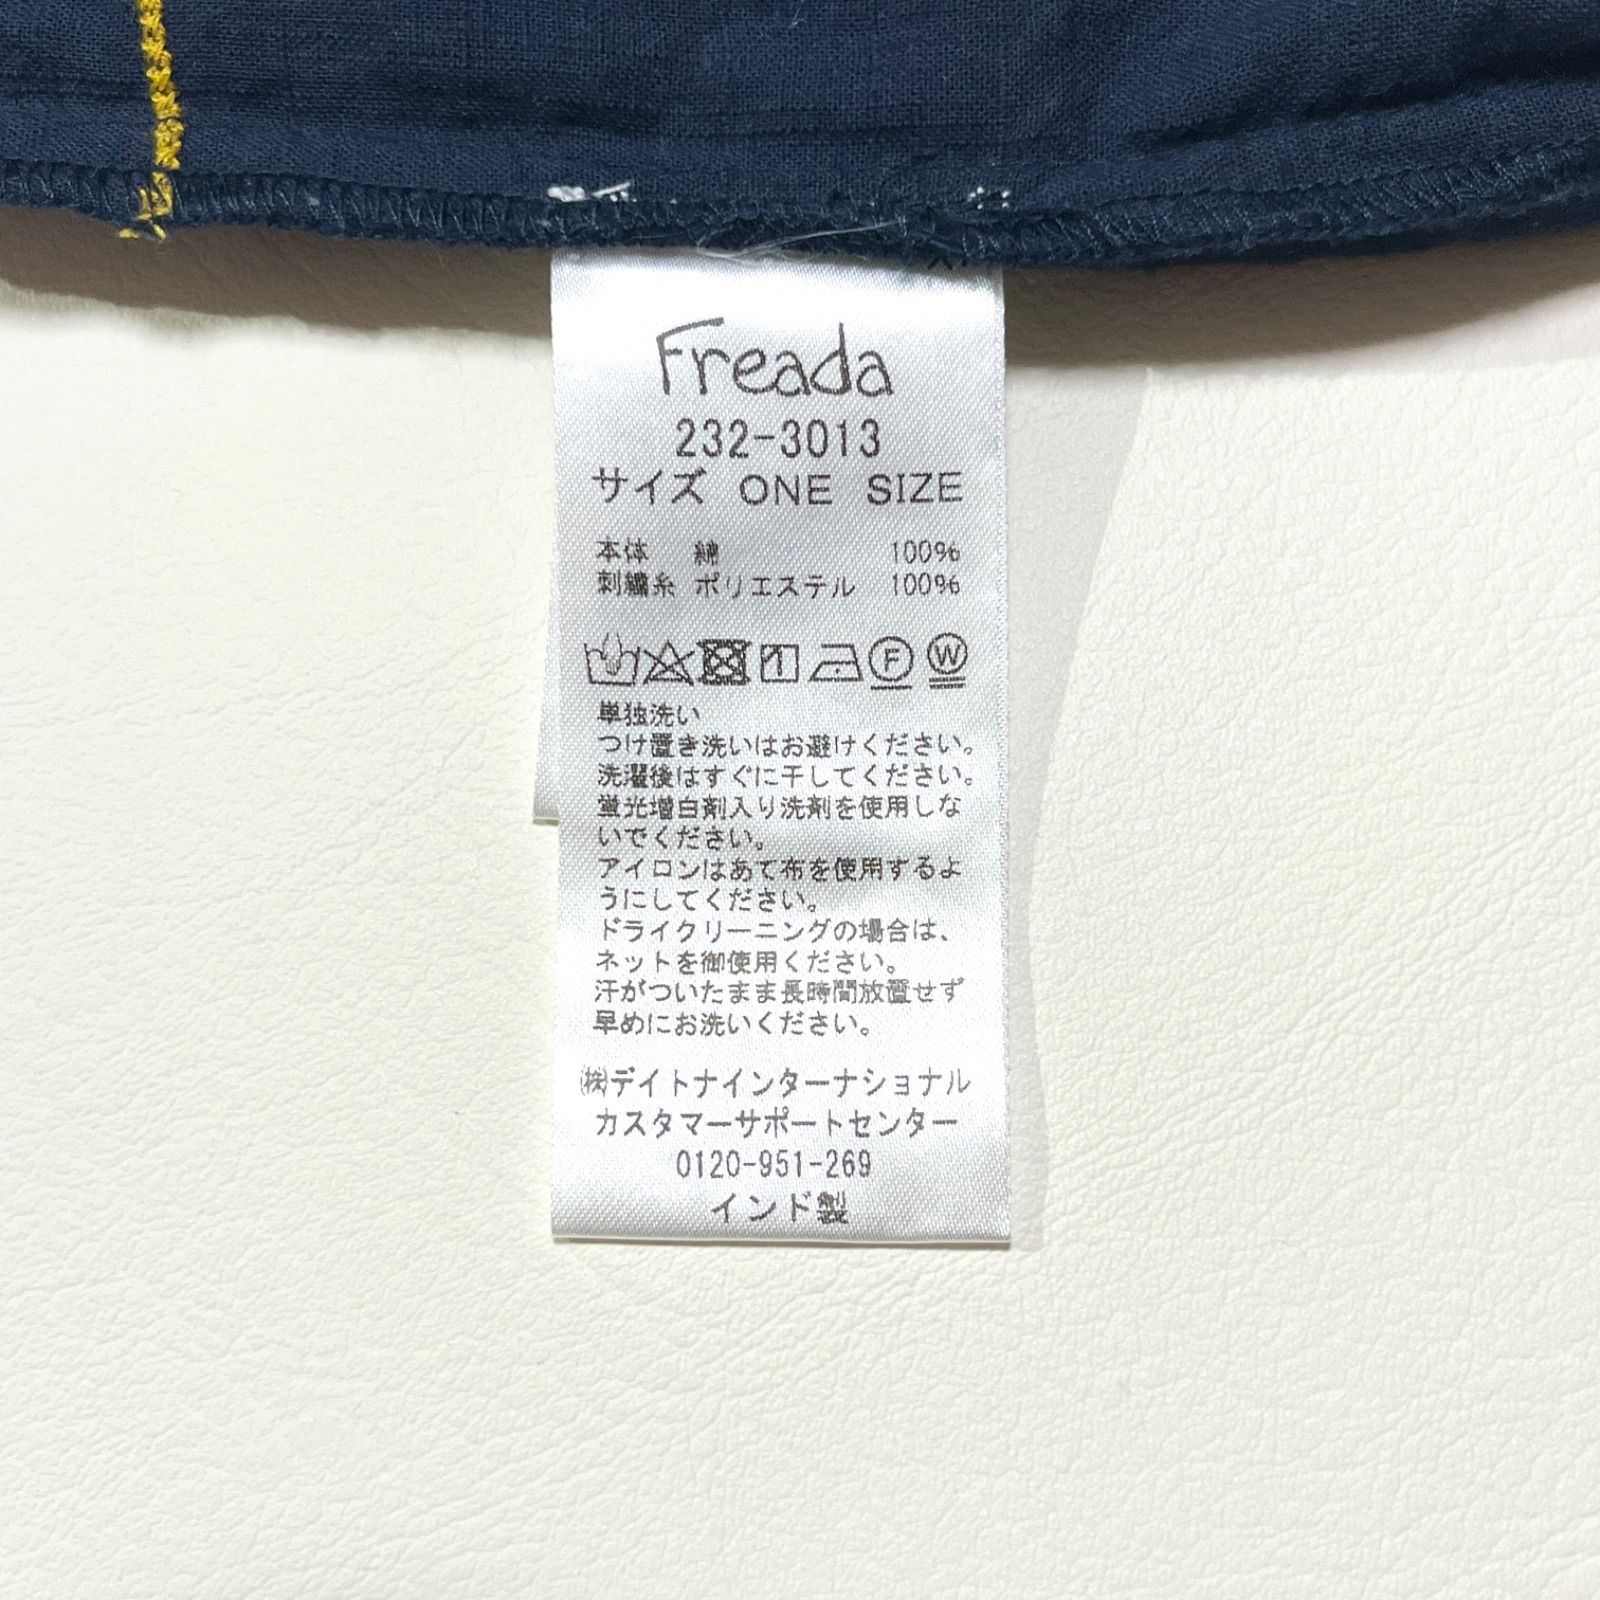 Freada
232-3013
サイズ ONE SIZE
本体 綿 100%
刺繍糸 ポリエステル 100%
F W
単独洗い
つけ置き洗いはお避けください。
洗濯後はすぐに干してください。
蛍光増白剤入り洗剤を使用しな
いでください。
アイロンはあて布を使用するよ
うにしてください。
ドライクリーニングの場合は、
ネットを御使用ください。
汗がついたまま長時間放置せず
早めにお洗いください。
㈱デイトナインターナショナル
カスタマーサポートセンター
0120-951-269
インド製